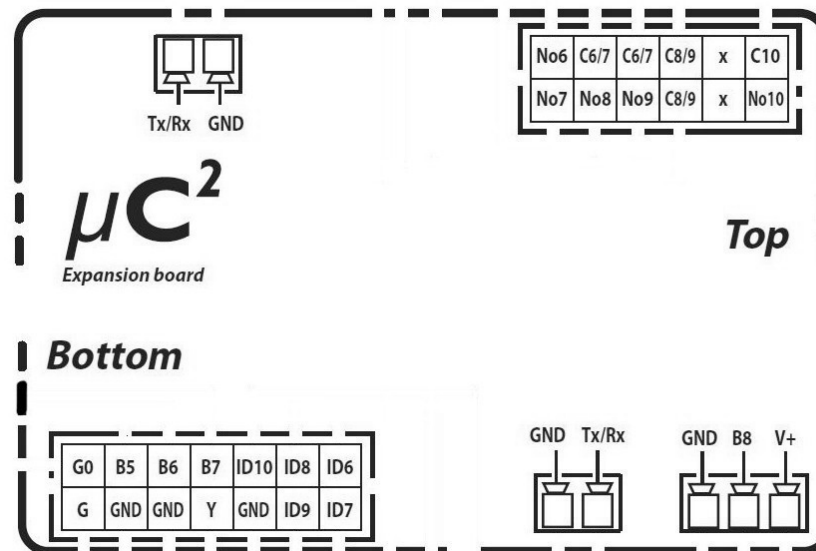 No6 C6/7 C6/7 C8/9 x C10
No7 No8 No9 C8/9 x No10
Tx/Rx GND
µC²
Expansion board
Top
Bottom
G0 B5 B6 B7 ID10 ID8 ID6
G GND GND Y GND ID9 ID7
GND Tx/Rx
GND B8 V+